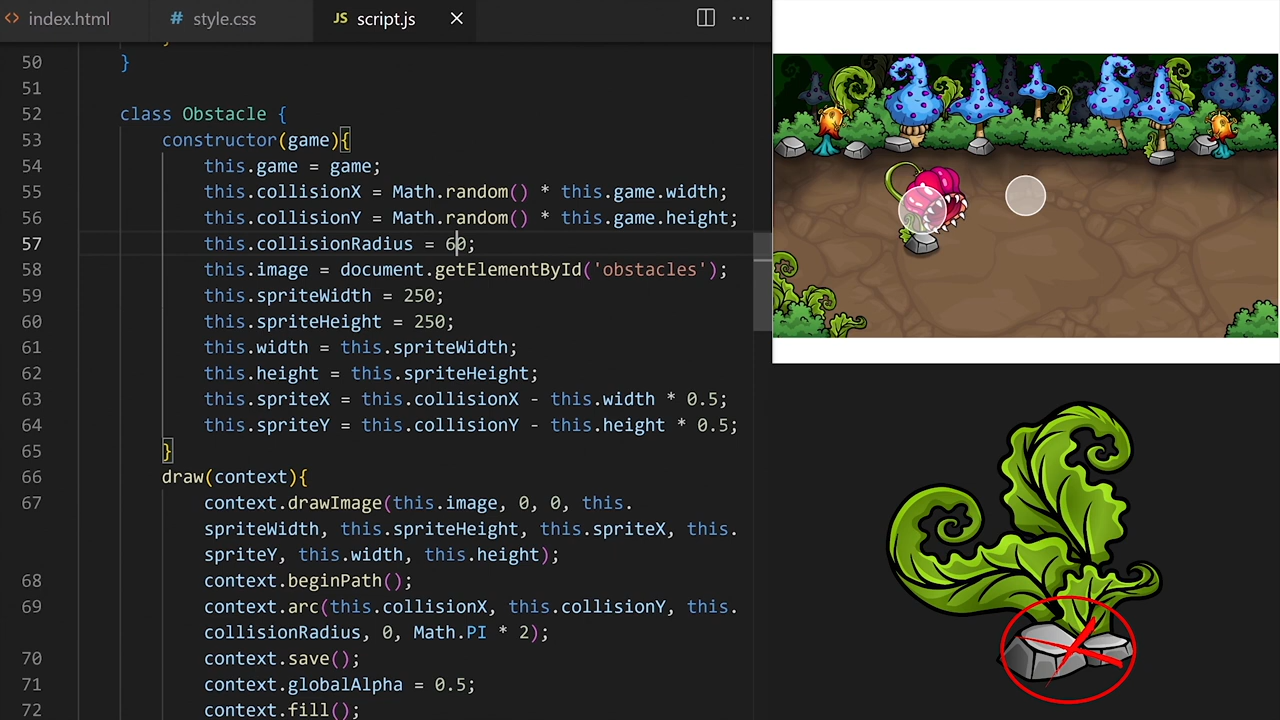 index.html
# style.css
JS script.js
50 }
51
52 class Obstacle {
53 constructor(game){
54 this.game = game;
55 this.collisionX = Math.random() * this.game.width;
56 this.collisionY = Math.random() * this.game.height;
57 this.collisionRadius = 60;
58 this.image = document.getElementById('obstacles');
59 this.spriteWidth = 250;
60 this.spriteHeight = 250;
61 this.width = this.spriteWidth;
62 this.height = this.spriteHeight;
63 this.spriteX = this.collisionX - this.width * 0.5;
64 this.spriteY = this.collisionY - this.height * 0.5;
65 }
66 draw(context){
67 context.drawImage(this.image, 0, 0, this.
spriteWidth, this.spriteHeight, this.spriteX, this.
spriteY, this.width, this.height);
68 context.beginPath();
69 context.arc(this.collisionX, this.collisionY, this.
collisionRadius, 0, Math.PI * 2);
70 context.save();
71 context.globalAlpha = 0.5;
72 context.fill();